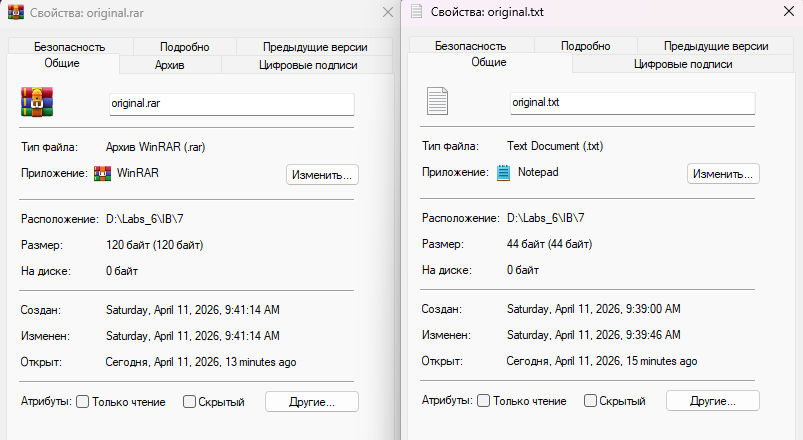 Свойства: original.rar
Безопасность Подробно Предыдущие версии
Общие Архив Цифровые подписи
original.rar
Тип файла: Архив WinRAR (.rar)
Приложение: WinRAR Изменить...
Расположение: D:\Labs_6\IB\7
Размер: 120 байт (120 байт)
На диске: 0 байт
Создан: Saturday, April 11, 2026, 9:41:14 AM
Изменен: Saturday, April 11, 2026, 9:41:14 AM
Открыт: Сегодня, April 11, 2026, 13 minutes ago
Атрибуты: Только чтение Скрытый Другие...
Свойства: original.txt
Безопасность Подробно Предыдущие версии
Общие Цифровые подписи
original.txt
Тип файла: Text Document (.txt)
Приложение: Notepad Изменить...
Расположение: D:\Labs_6\IB\7
Размер: 44 байт (44 байт)
На диске: 0 байт
Создан: Saturday, April 11, 2026, 9:39:00 AM
Изменен: Saturday, April 11, 2026, 9:39:46 AM
Открыт: Сегодня, April 11, 2026, 15 minutes ago
Атрибуты: Только чтение Скрытый Другие...